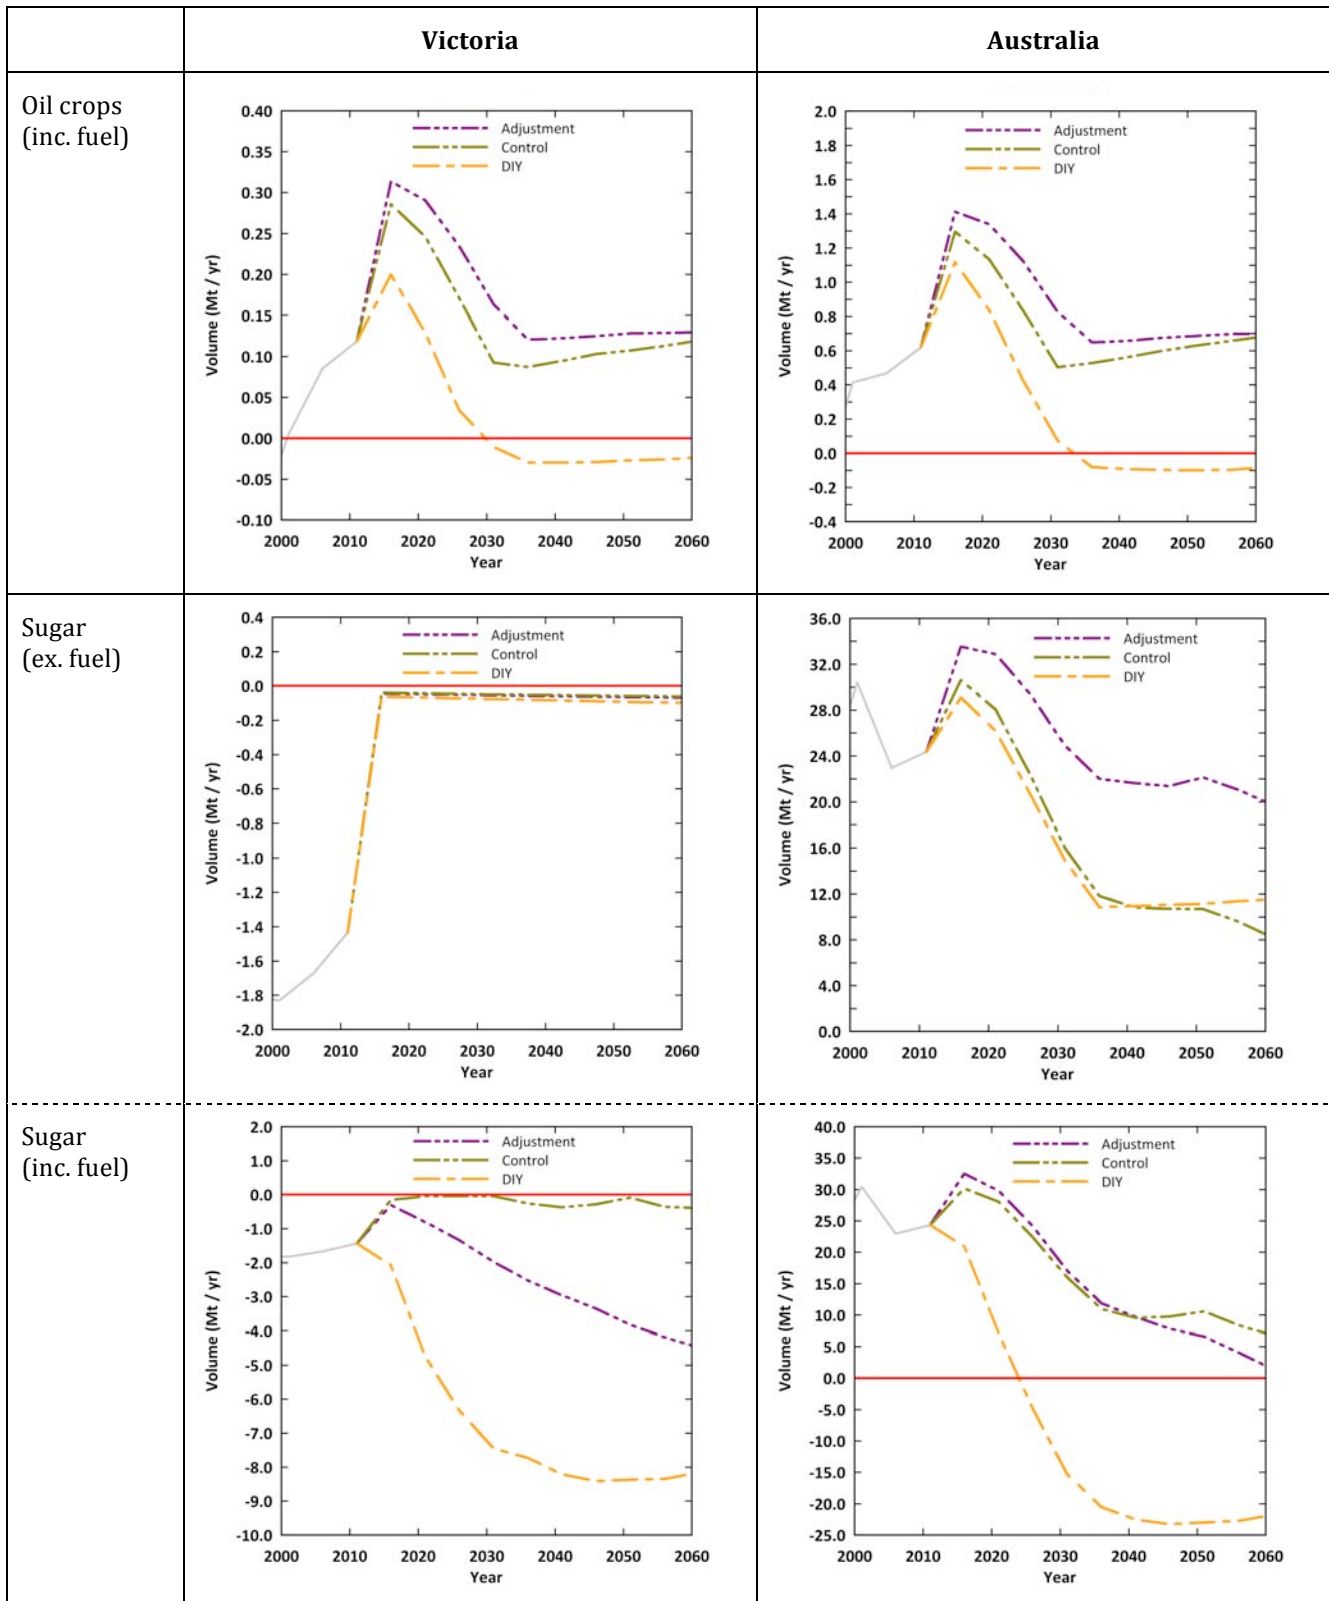 Victoria
Australia
Oil crops
(inc. fuel)
0.40
0.35
0.30
0.25
0.20
0.15
0.10
0.05
0.00
-0.05
-0.10
Volume (Mt / yr)
Adjustment
Control
DIY
2000 2010 2020 2030 2040 2050 2060
Year
2.0
1.8
1.6
1.4
1.2
1.0
0.8
0.6
0.4
0.2
0.0
-0.2
-0.4
Volume (Mt / yr)
Adjustment
Control
DIY
2000 2010 2020 2030 2040 2050 2060
Year
Sugar
(ex. fuel)
0.4
0.2
0.0
-0.2
-0.4
-0.6
-0.8
-1.0
-1.2
-1.4
-1.6
-1.8
-2.0
Volume (Mt / yr)
Adjustment
Control
DIY
2000 2010 2020 2030 2040 2050 2060
Year
36.0
32.0
28.0
24.0
20.0
16.0
12.0
8.0
4.0
0.0
Volume (Mt / yr)
Adjustment
Control
DIY
2000 2010 2020 2030 2040 2050 2060
Year
Sugar
(inc. fuel)
2.0
1.0
0.0
-1.0
-2.0
-3.0
-4.0
-5.0
-6.0
-7.0
-8.0
-9.0
-10.0
Volume (Mt / yr)
Adjustment
Control
DIY
2000 2010 2020 2030 2040 2050 2060
Year
40.0
35.0
30.0
25.0
20.0
15.0
10.0
5.0
0.0
-5.0
-10.0
-15.0
-20.0
-25.0
Volume (Mt / yr)
Adjustment
Control
DIY
2000 2010 2020 2030 2040 2050 2060
Year